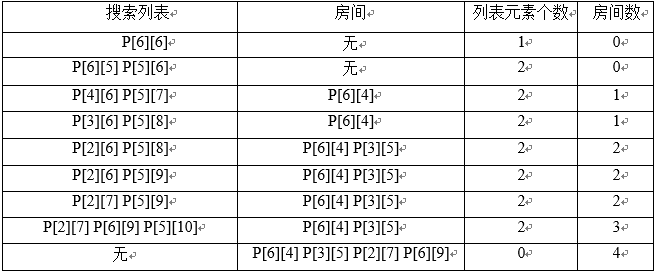 搜索列表 房间 列表元素个数 房间数
P[6][6] 无 1 0
P[6][5] P[5][6] 无 2 0
P[4][6] P[5][7] P[6][4] 2 1
P[3][6] P[5][8] P[6][4] 2 1
P[2][6] P[5][8] P[6][4] P[3][5] 2 2
P[2][6] P[5][9] P[6][4] P[3][5] 2 2
P[2][7] P[5][9] P[6][4] P[3][5] 2 2
P[2][7] P[6][9] P[5][10] P[6][4] P[3][5] 2 3
无 P[6][4] P[3][5] P[2][7] P[6][9] 0 4